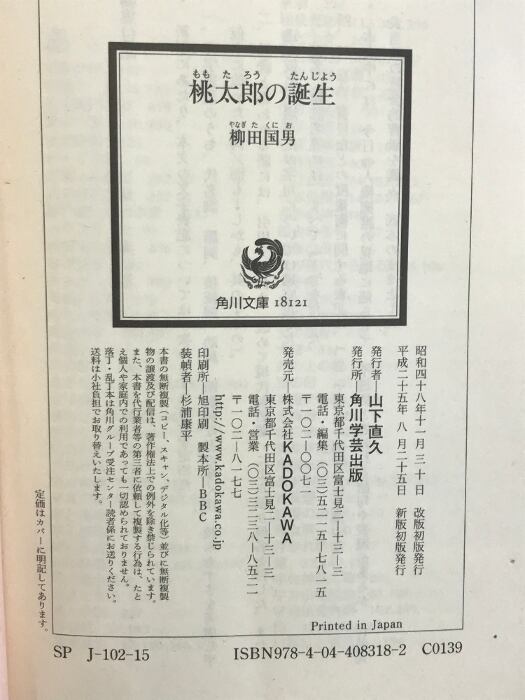 ももたろう たんじょう
桃太郎の誕生
やなぎたくにお
柳田国男
角川文庫 18121
昭和四十八年十一月三十日 改版初版発行
平成二十五年 八月二十五日 新版初版発行
発行者―山下直久
発行所―角川学芸出版
東京都千代田区富士見二―十三―三
電話・編集 (〇三)五二一五―七八一五
〒一〇二―〇〇七一
発売元―株式会社KADOKAWA
東京都千代田区富士見二―十三―三
電話・営業 (〇三)三二三八―八五二一
〒一〇二―八一七七
http://www.kadokawa.co.jp
印刷所―旭印刷 製本所―BBC
装幀者―杉浦康平
本書の無断複製(コピー、スキャン、デジタル化等)並びに無断複製
物の譲渡及び配信は、著作権法上での例外を除き禁じられています。
また、本書を代行業者等の第三者に依頼して複製する行為は、たと
え個人や家庭内での利用であっても一切認められておりません。
落丁・乱丁本は角川グループ受注センター読者係にお送りください。
送料は小社負担でお取り替えいたします。
定価はカバーに明記してあります。
Printed in Japan
SP J-102-15 ISBN978-4-04-408318-2 C0139